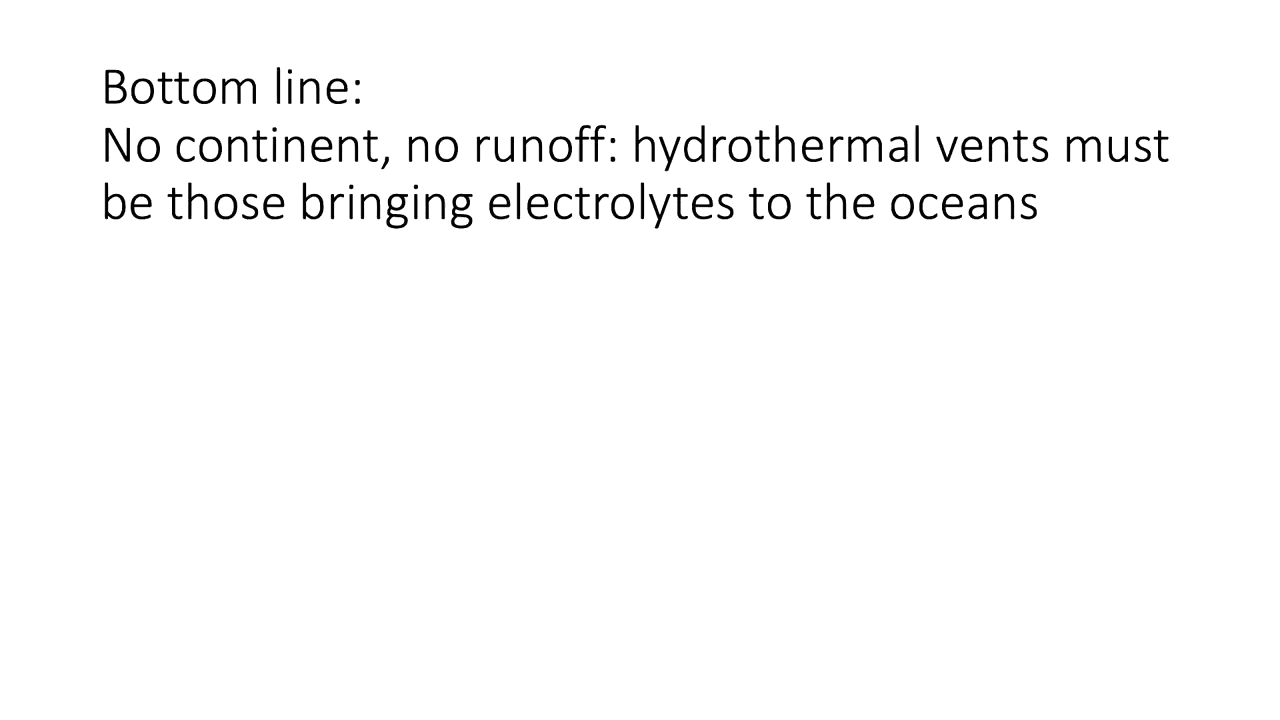 Bottom line:
No continent, no runoff: hydrothermal vents must
be those bringing electrolytes to the oceans